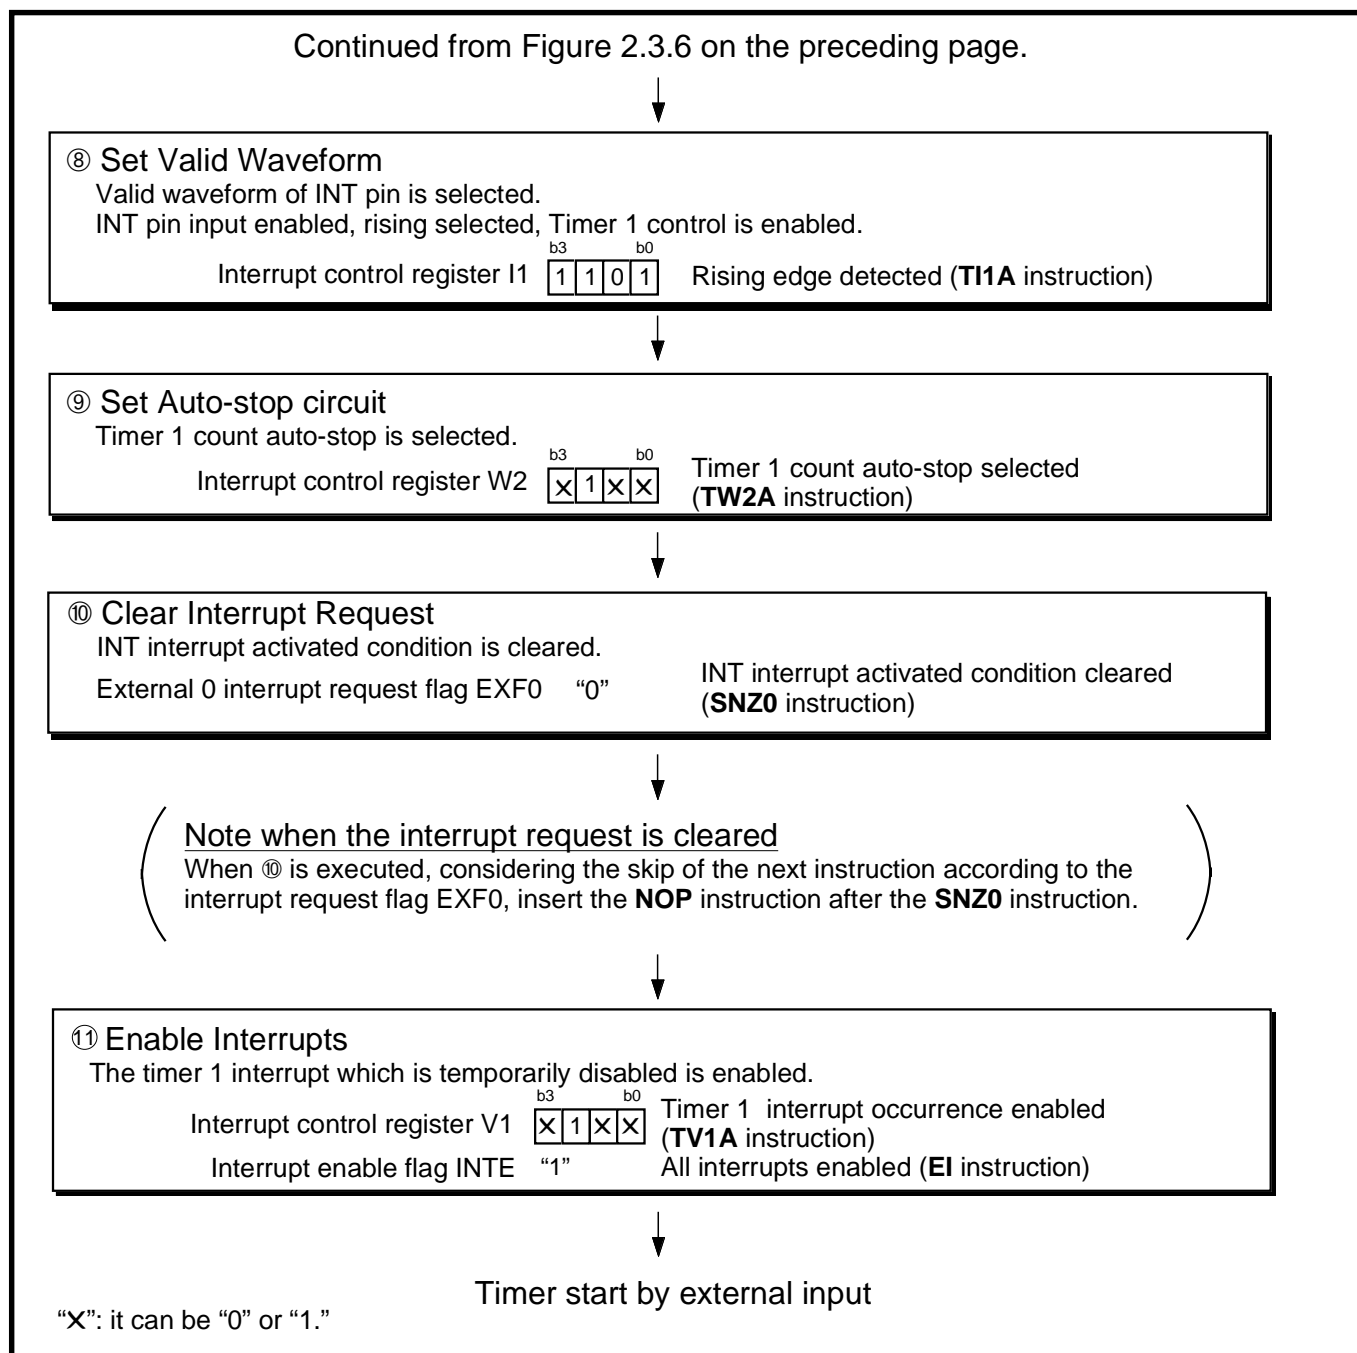 Continued from Figure 2.3.6 on the preceding page.
⑧ Set Valid Waveform
Valid waveform of INT pin is selected.
INT pin input enabled, rising selected, Timer 1 control is enabled.
b3 b0
Interrupt control register I1 1 1 0 1 Rising edge detected (TI1A instruction)
⑨ Set Auto-stop circuit
Timer 1 count auto-stop is selected.
b3 b0
Interrupt control register W2 X 1 X X Timer 1 count auto-stop selected
(TW2A instruction)
⑩ Clear Interrupt Request
INT interrupt activated condition is cleared.
External 0 interrupt request flag EXF0 “0” INT interrupt activated condition cleared
(SNZ0 instruction)
Note when the interrupt request is cleared
When ⑩ is executed, considering the skip of the next instruction according to the
interrupt request flag EXF0, insert the NOP instruction after the SNZ0 instruction.
⑪ Enable Interrupts
The timer 1 interrupt which is temporarily disabled is enabled.
b3 b0
Interrupt control register V1 X 1 X X Timer 1 interrupt occurrence enabled
(TV1A instruction)
Interrupt enable flag INTE “1” All interrupts enabled (EI instruction)
Timer start by external input
“X”: it can be “0” or “1.”